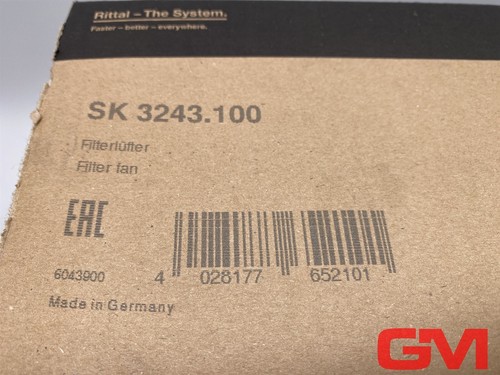 Rittal – The System.
Faster – better – everywhere.
SK 3243.100
Filterlüfter
Filter fan
EAC
6043900 4 028177 652101
Made in Germany
GM